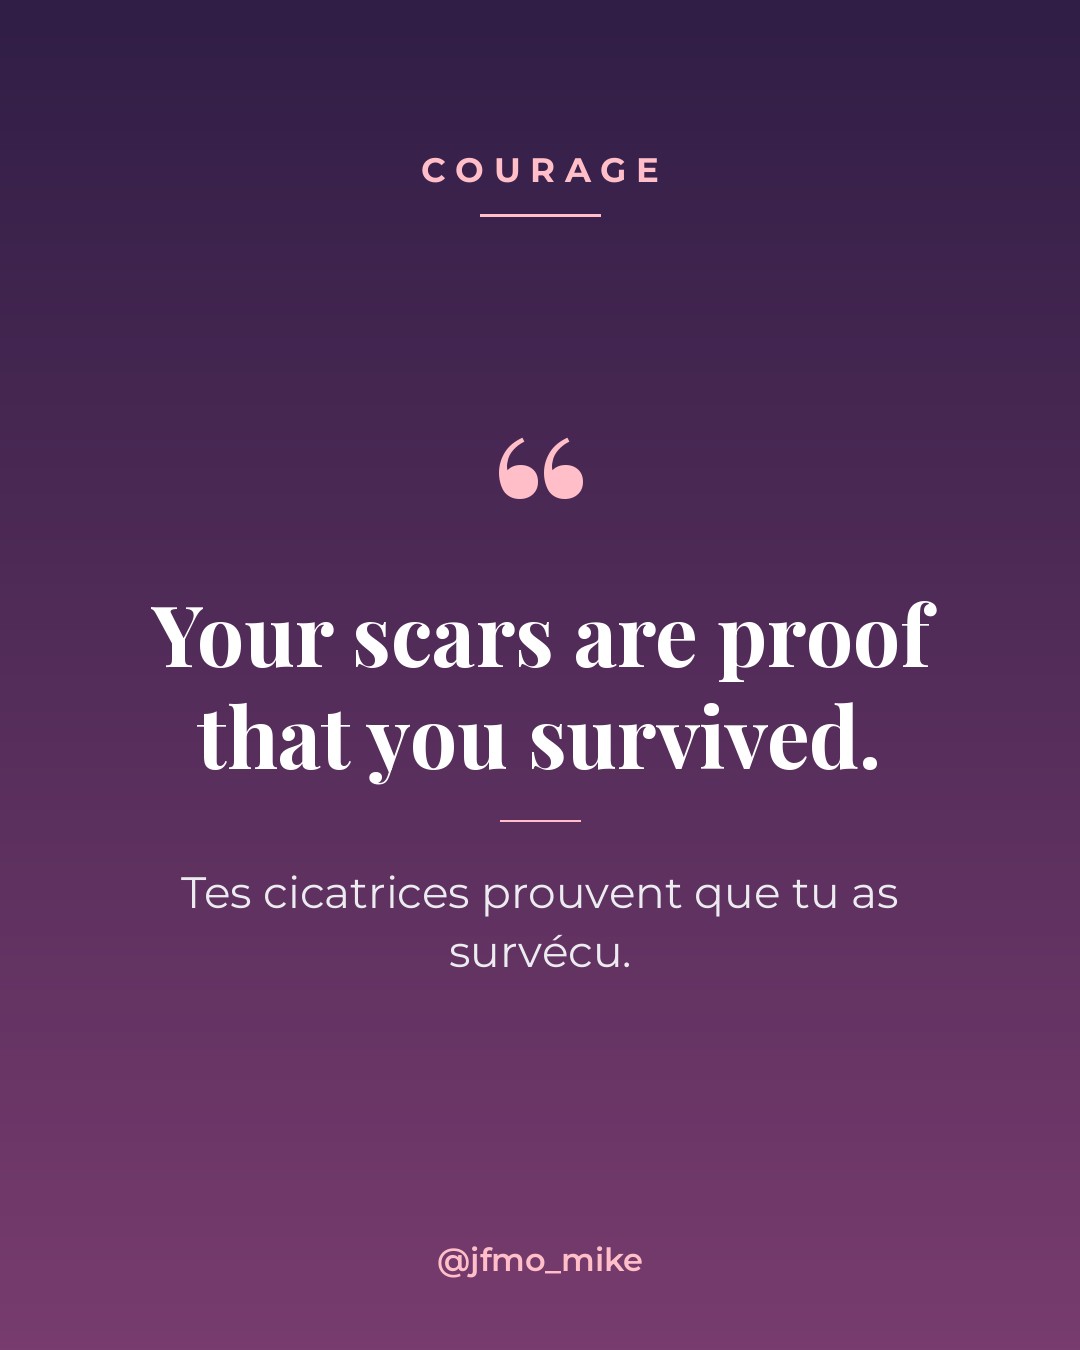 COURAGE
“
Your scars are proof
that you survived.
Tes cicatrices prouvent que tu as
survécu.
@jfmo_mike